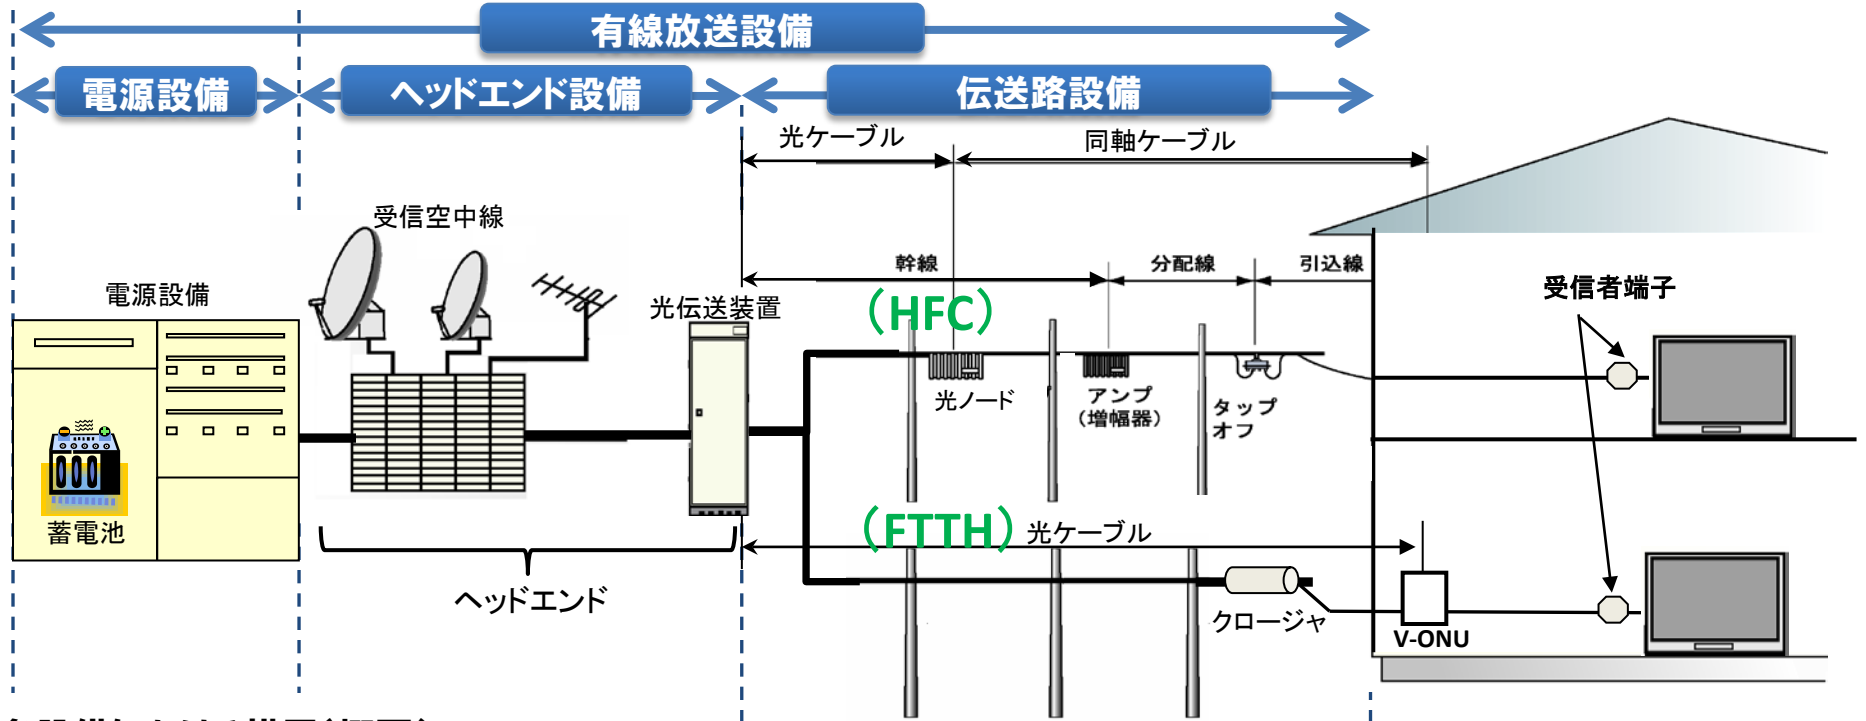 有線放送設備
電源設備
ヘッドエンド設備
伝送路設備
光ケーブル
同軸ケーブル
受信空中線
幹線
分配線
引込線
電源設備
光伝送装置
(HFC)
受信者端子
光ノード
アンプ
(増幅器)
タップ
オフ
蓄電池
(FTTH)
光ケーブル
ヘッドエンド
クロージャ
V-ONU